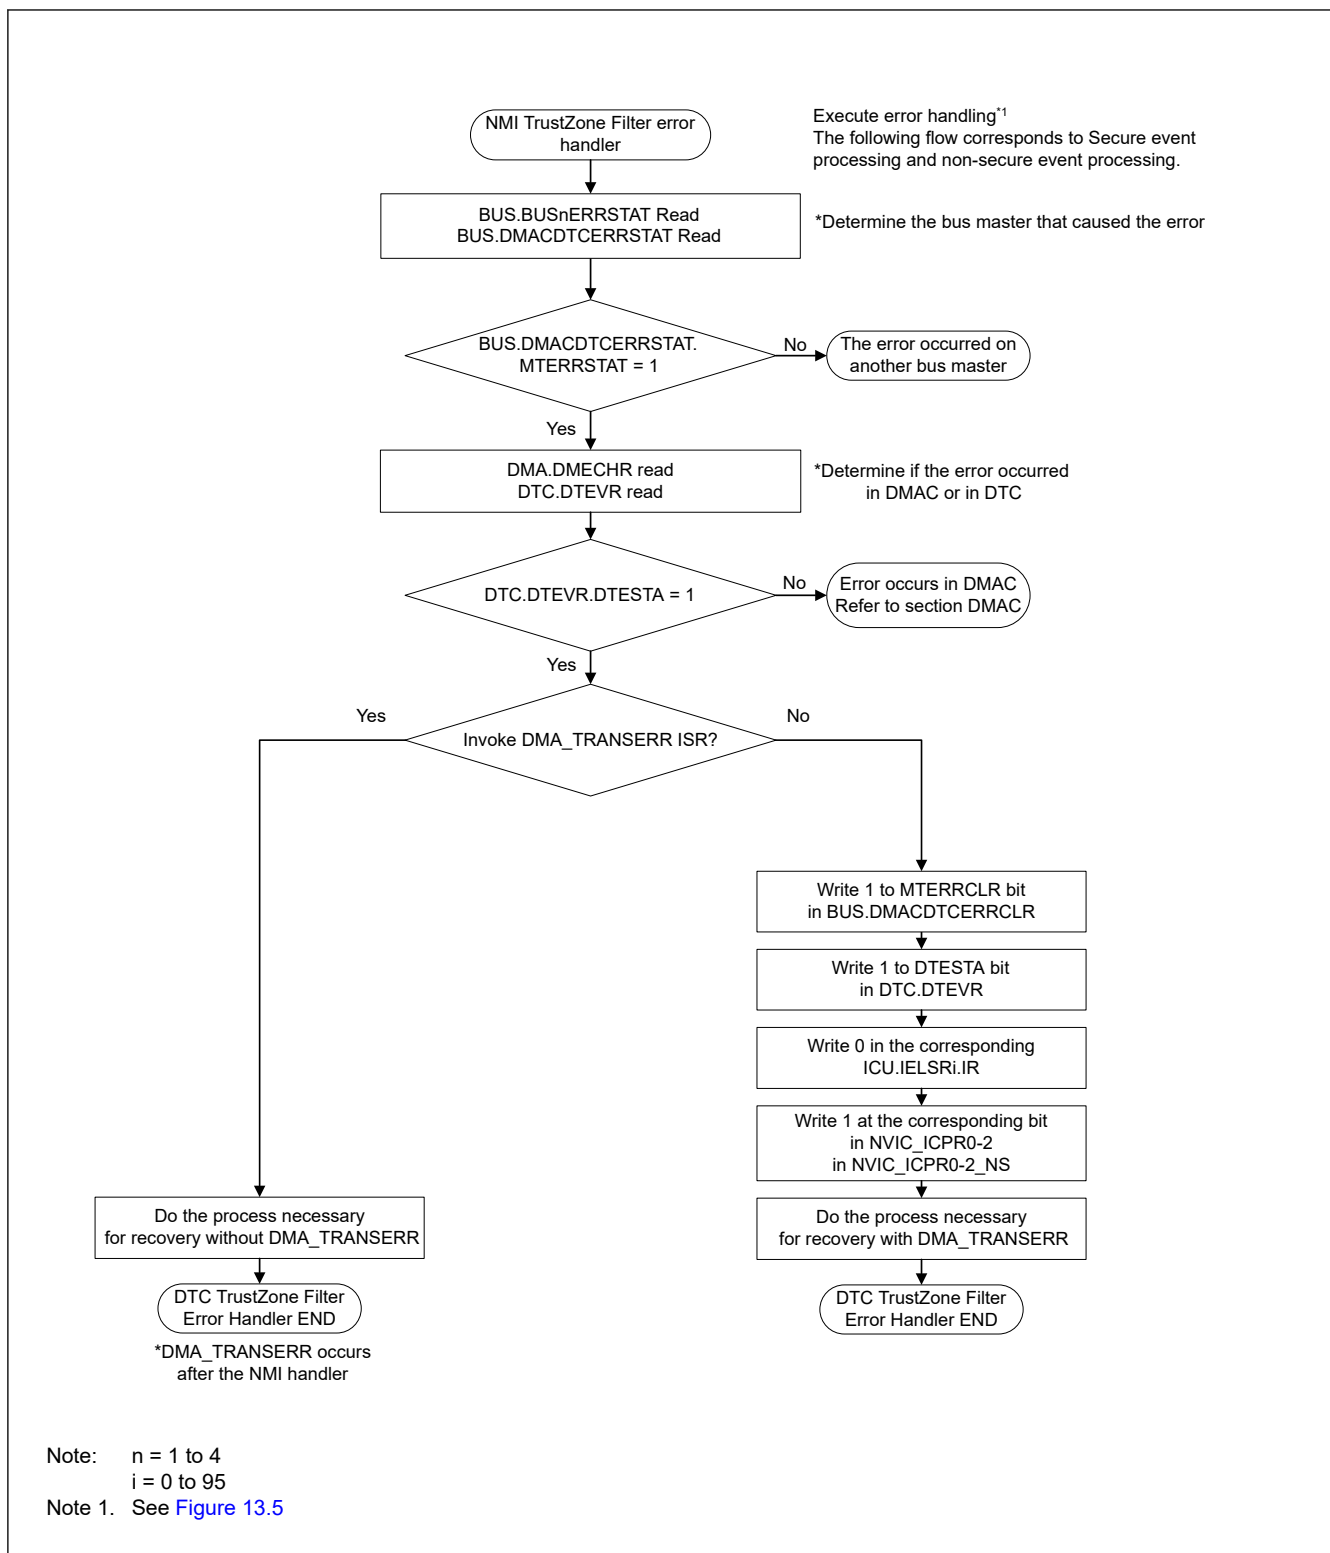 NMI TrustZone Filter error
handler
Execute error handling*1
The following flow corresponds to Secure event
processing and non-secure event processing.
BUS.BUSnERRSTAT Read
BUS.DMACDTCERRSTAT Read
*Determine the bus master that caused the error
BUS.DMACDTCERRSTAT.
MTERRSTAT = 1
No
The error occurred on
another bus master
Yes
DMA.DMECHR read
DTC.DTEVR read
*Determine if the error occurred
in DMAC or in DTC
DTC.DTEVR.DTESTA = 1
No
Error occurs in DMAC
Refer to section DMAC
Yes
Yes
Invoke DMA_TRANSERR ISR?
No
Write 1 to MTERRCLR bit
in BUS.DMACDTCERRCLR
Write 1 to DTESTA bit
in DTC.DTEVR
Write 0 in the corresponding
ICU.IELSRi.IR
Write 1 at the corresponding bit
in NVIC_ICPR0-2
in NVIC_ICPR0-2_NS
Do the process necessary
for recovery without DMA_TRANSERR
Do the process necessary
for recovery with DMA_TRANSERR
DTC TrustZone Filter
Error Handler END
DTC TrustZone Filter
Error Handler END
*DMA_TRANSERR occurs
after the NMI handler
Note: n = 1 to 4
i = 0 to 95
Note 1. See Figure 13.5